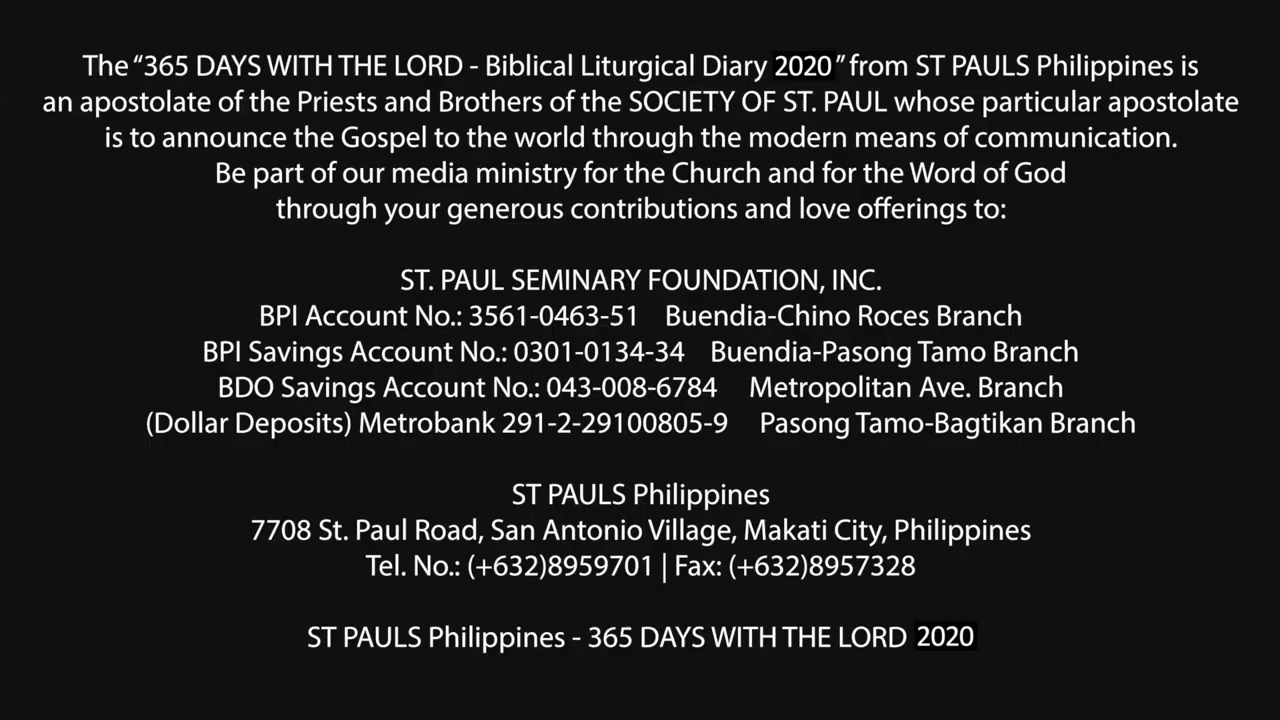 The “365 DAYS WITH THE LORD - Biblical Liturgical Diary 2020” from ST PAULS Philippines is
an apostolate of the Priests and Brothers of the SOCIETY OF ST. PAUL whose particular apostolate
is to announce the Gospel to the world through the modern means of communication.
Be part of our media ministry for the Church and for the Word of God
through your generous contributions and love offerings to:
ST. PAUL SEMINARY FOUNDATION, INC.
BPI Account No.: 3561-0463-51 Buendia-Chino Roces Branch
BPI Savings Account No.: 0301-0134-34 Buendia-Pasong Tamo Branch
BDO Savings Account No.: 043-008-6784 Metropolitan Ave. Branch
(Dollar Deposits) Metrobank 291-2-29100805-9 Pasong Tamo-Bagtikan Branch
ST PAULS Philippines
7708 St. Paul Road, San Antonio Village, Makati City, Philippines
Tel. No.: (+632)8959701 | Fax: (+632)8957328
ST PAULS Philippines - 365 DAYS WITH THE LORD 2020